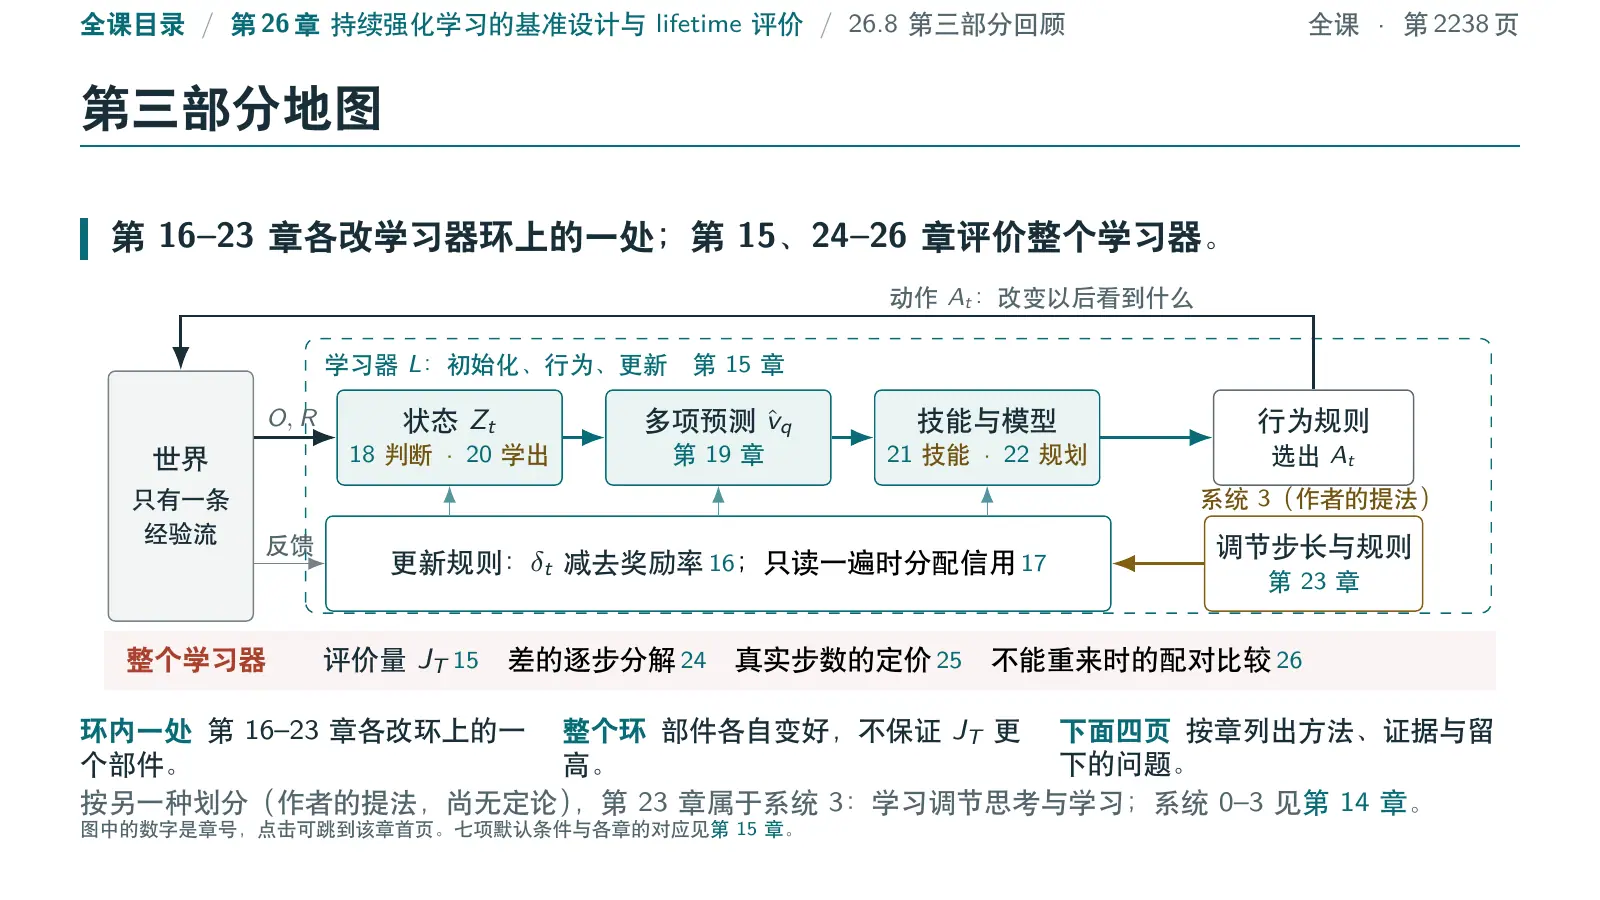 全课目录 / 第 26 章 持续强化学习的基准设计与 lifetime 评价 / 26.8 第三部分回顾
全课 · 第 2238 页
第三部分地图
第 16–23 章各改学习器环上的一处；第 15、24–26 章评价整个学习器。
动作 Aₜ：改变以后看到什么
学习器 L：初始化、行为、更新 第 15 章
世界
只有一条
经验流
O, R
反馈
状态 Zₜ
18 判断 · 20 学出
多项预测 v̂_q
第 19 章
技能与模型
21 技能 · 22 规划
行为规则
选出 Aₜ
系统 3（作者的提法）
更新规则：δₜ 减去奖励率 16；只读一遍时分配信用 17
调节步长与规则
第 23 章
整个学习器 评价量 J_T 15 差的逐步分解 24 真实步数的定价 25 不能重来时的配对比较 26
环内一处 第 16–23 章各改环上的一
个部件。
整个环 部件各自变好，不保证 J_T 更
高。
下面四页 按章列出方法、证据与留
下的问题。
按另一种划分（作者的提法，尚无定论），第 23 章属于系统 3：学习调节思考与学习；系统 0–3 见第 14 章。
图中的数字是章号，点击可跳到该章首页。七项默认条件与各章的对应见第 15 章。